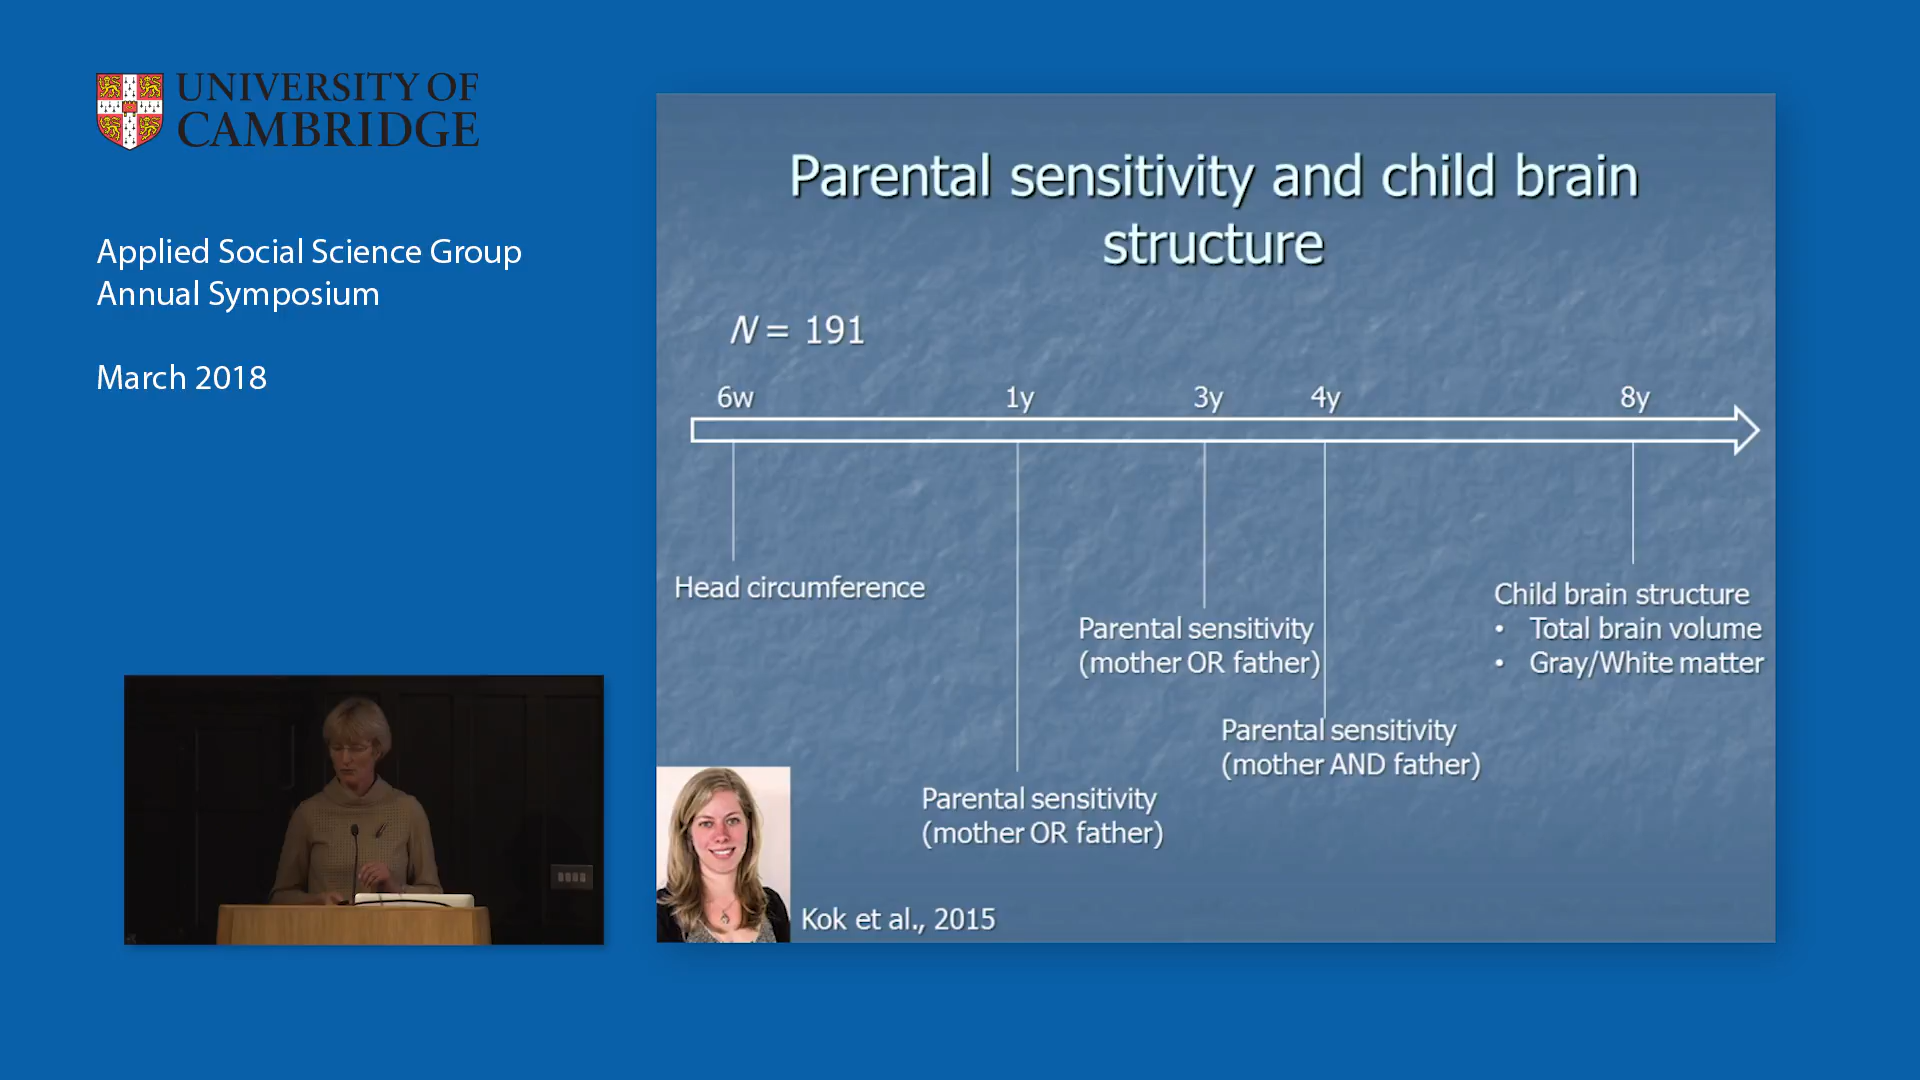 UNIVERSITY OF
CAMBRIDGE
Applied Social Science Group
Annual Symposium
March 2018
Parental sensitivity and child brain
structure
N = 191
6w
1y
3y
4y
8y
Head circumference
Parental sensitivity
(mother OR father)
Parental sensitivity
(mother OR father)
Parental sensitivity
(mother AND father)
Child brain structure
• Total brain volume
• Gray/White matter
Kok et al., 2015